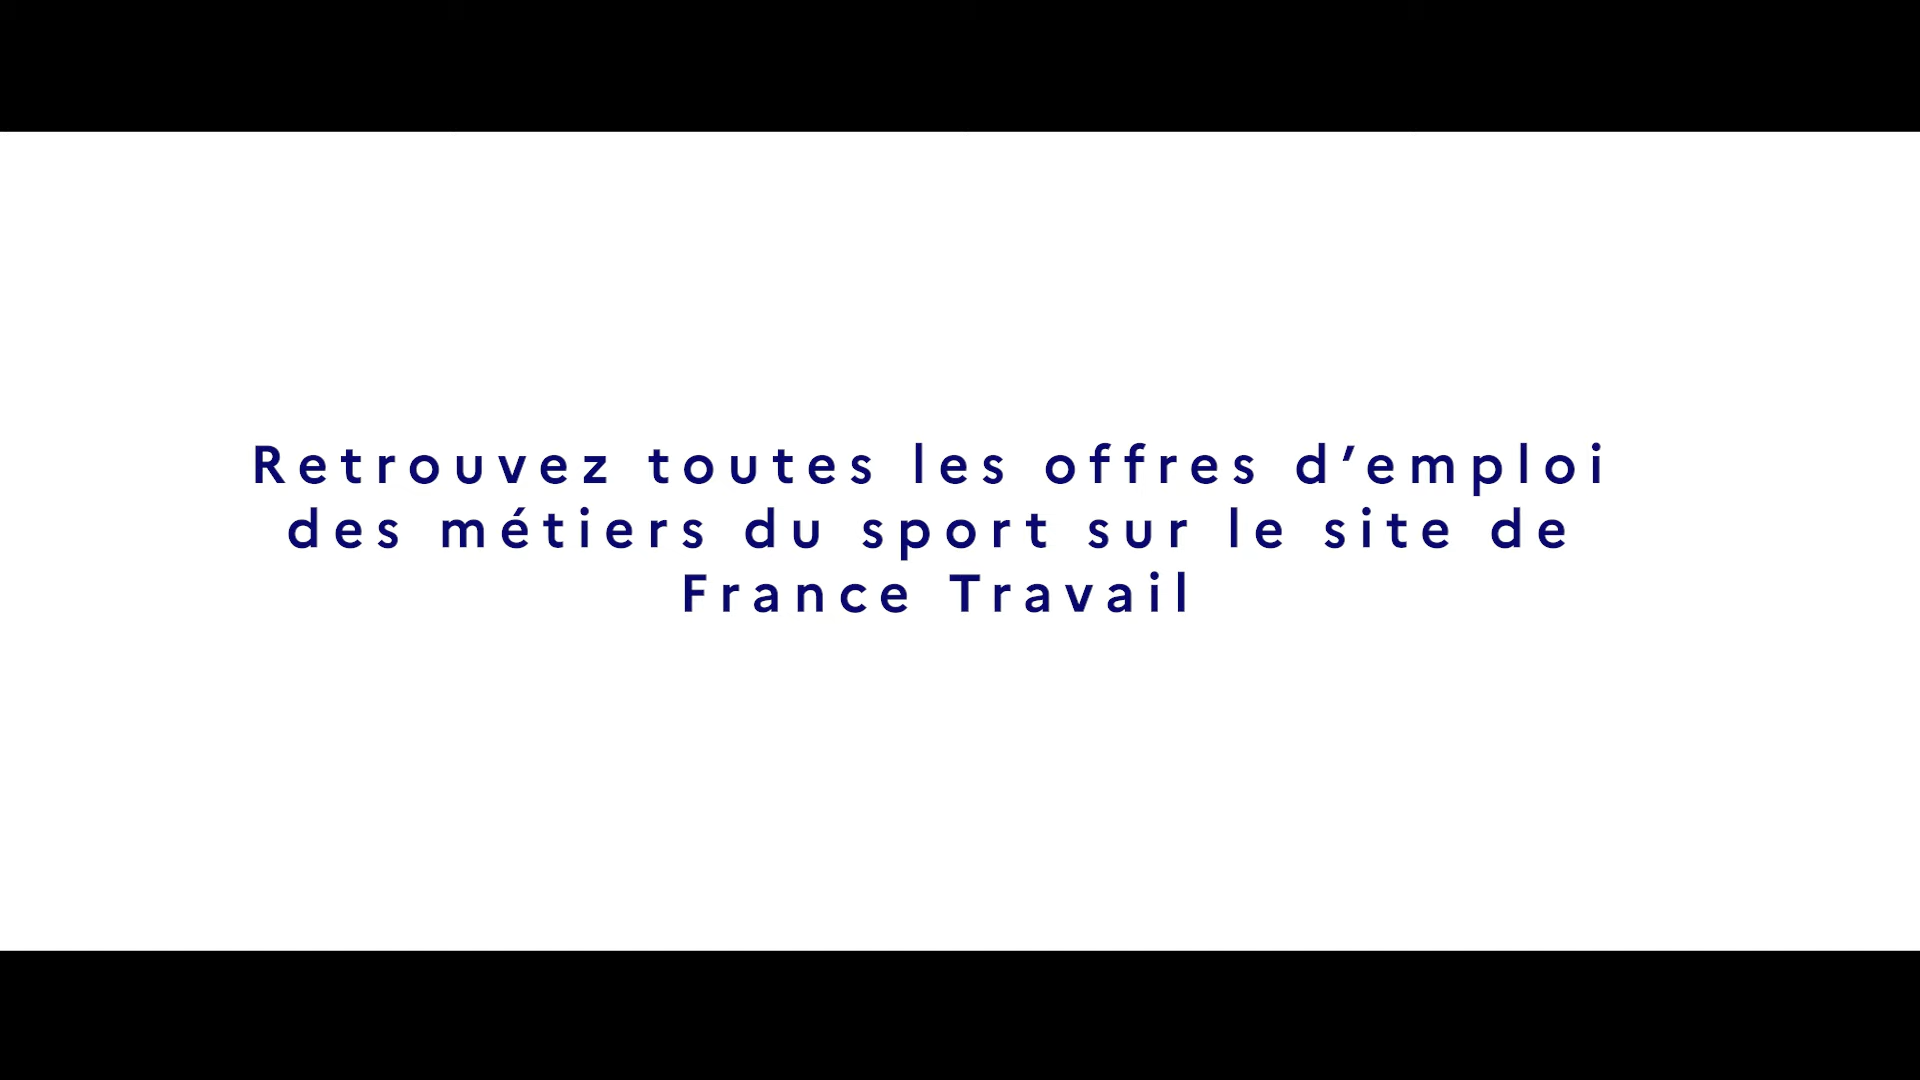 Retrouvez toutes les offres d’emploi
des métiers du sport sur le site de
France Travail